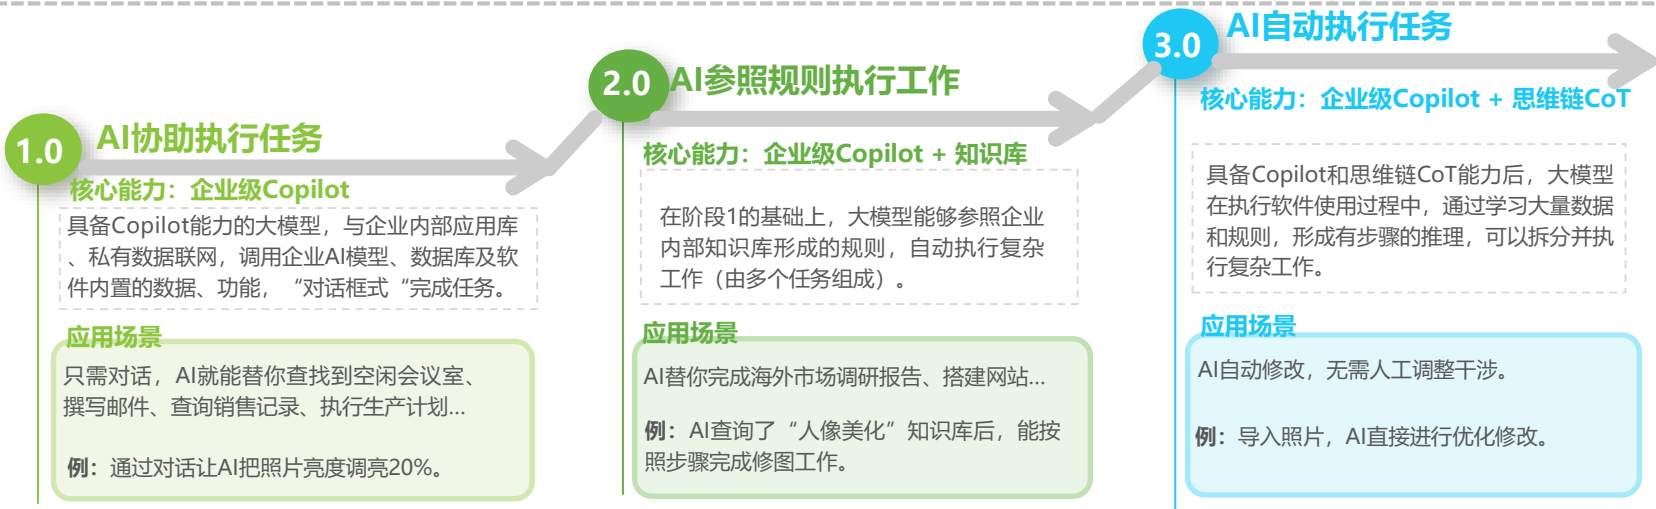 1.0
AI协助执行任务
核心能力：企业级Copilot
具备Copilot能力的大模型，与企业内部应用库
、私有数据联网，调用企业AI模型、数据库及软
件内置的数据、功能，“对话框式“完成任务。
应用场景
只需对话，AI就能替你查找到空闲会议室、
撰写邮件、查询销售记录、执行生产计划...
例：通过对话让AI把照片亮度调亮20%。
2.0
AI参照规则执行工作
核心能力：企业级Copilot + 知识库
在阶段1的基础上，大模型能够参照企业
内部知识库形成的规则，自动执行复杂
工作（由多个任务组成）。
应用场景
AI替你完成海外市场调研报告、搭建网站...
例：AI查询了“人像美化”知识库后，能按
照步骤完成修图工作。
3.0
AI自动执行任务
核心能力：企业级Copilot + 思维链CoT
具备Copilot和思维链CoT能力后，大模型
在执行软件使用过程中，通过学习大量数据
和规则，形成有步骤的推理，可以拆分并执
行复杂工作。
应用场景
AI自动修改，无需人工调整干涉。
例：导入照片，AI直接进行优化修改。